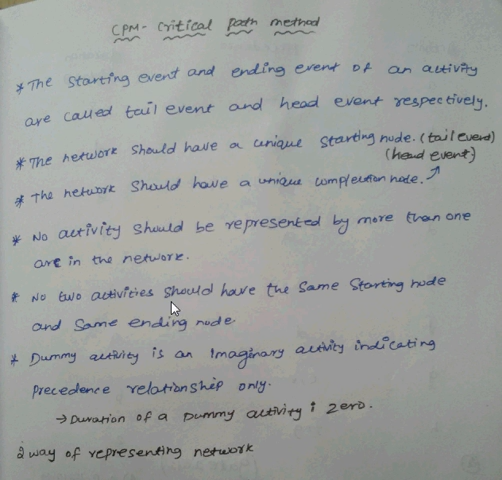 CPM- Critical Path method
* The starting event and ending event of an activity
are called tail event and head event respectively.
* The network should have a unique starting node. (tail event)
(head event)
* The network should have a unique completion node.
* No activity should be represented by more than one
arc in the network.
* No two activities should have the same starting node
and same ending node.
* Dummy activity is an Imaginary activity indicating
precedence relationship only.
→ Duration of a Dummy activity is zero.
2 way of representing network